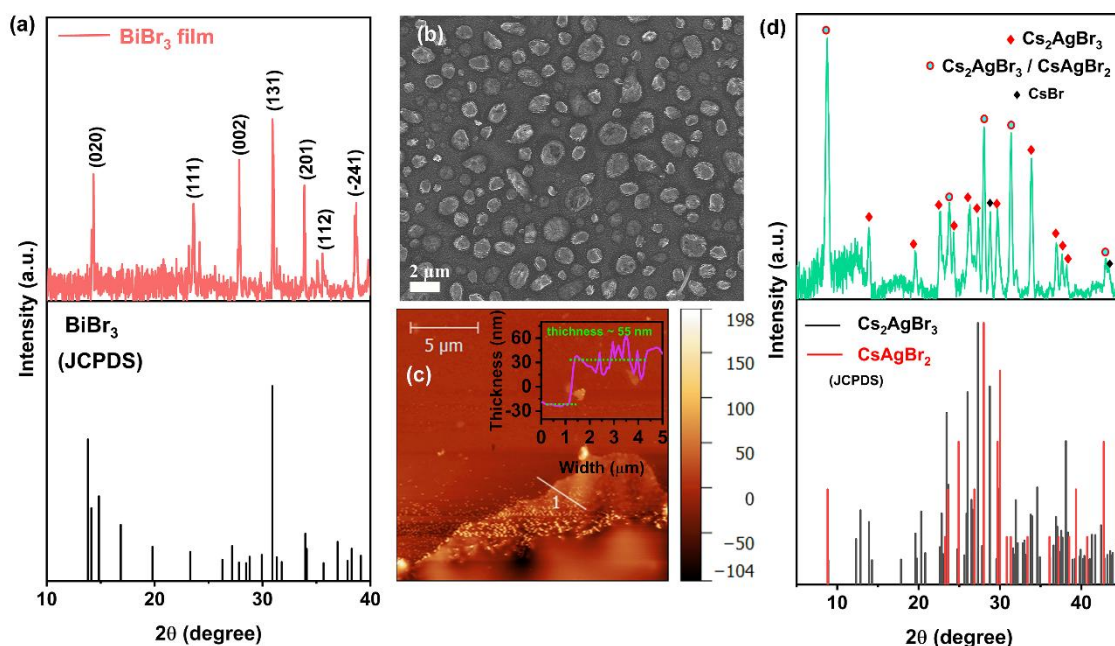 (a)
BiBr₃ film
(020)
(111)
(002)
(131)
(201)
(112)
(-241)
BiBr₃
(JCPDS)
Intensity (a.u.)
10 20 30 40
2θ (degree)
(b)
2 μm
(c)
5 μm
thichness ~ 55 nm
Thickness (nm)
60
30
0
-30
0 1 2 3 4 5
Width (μm)
1
198
150
100
50
0
−50
−104
(d)
Cs₂AgBr₃
Cs₂AgBr₃ / CsAgBr₂
CsBr
Cs₂AgBr₃
CsAgBr₂
(JCPDS)
Intensity (a.u.)
10 20 30 40
2θ (degree)